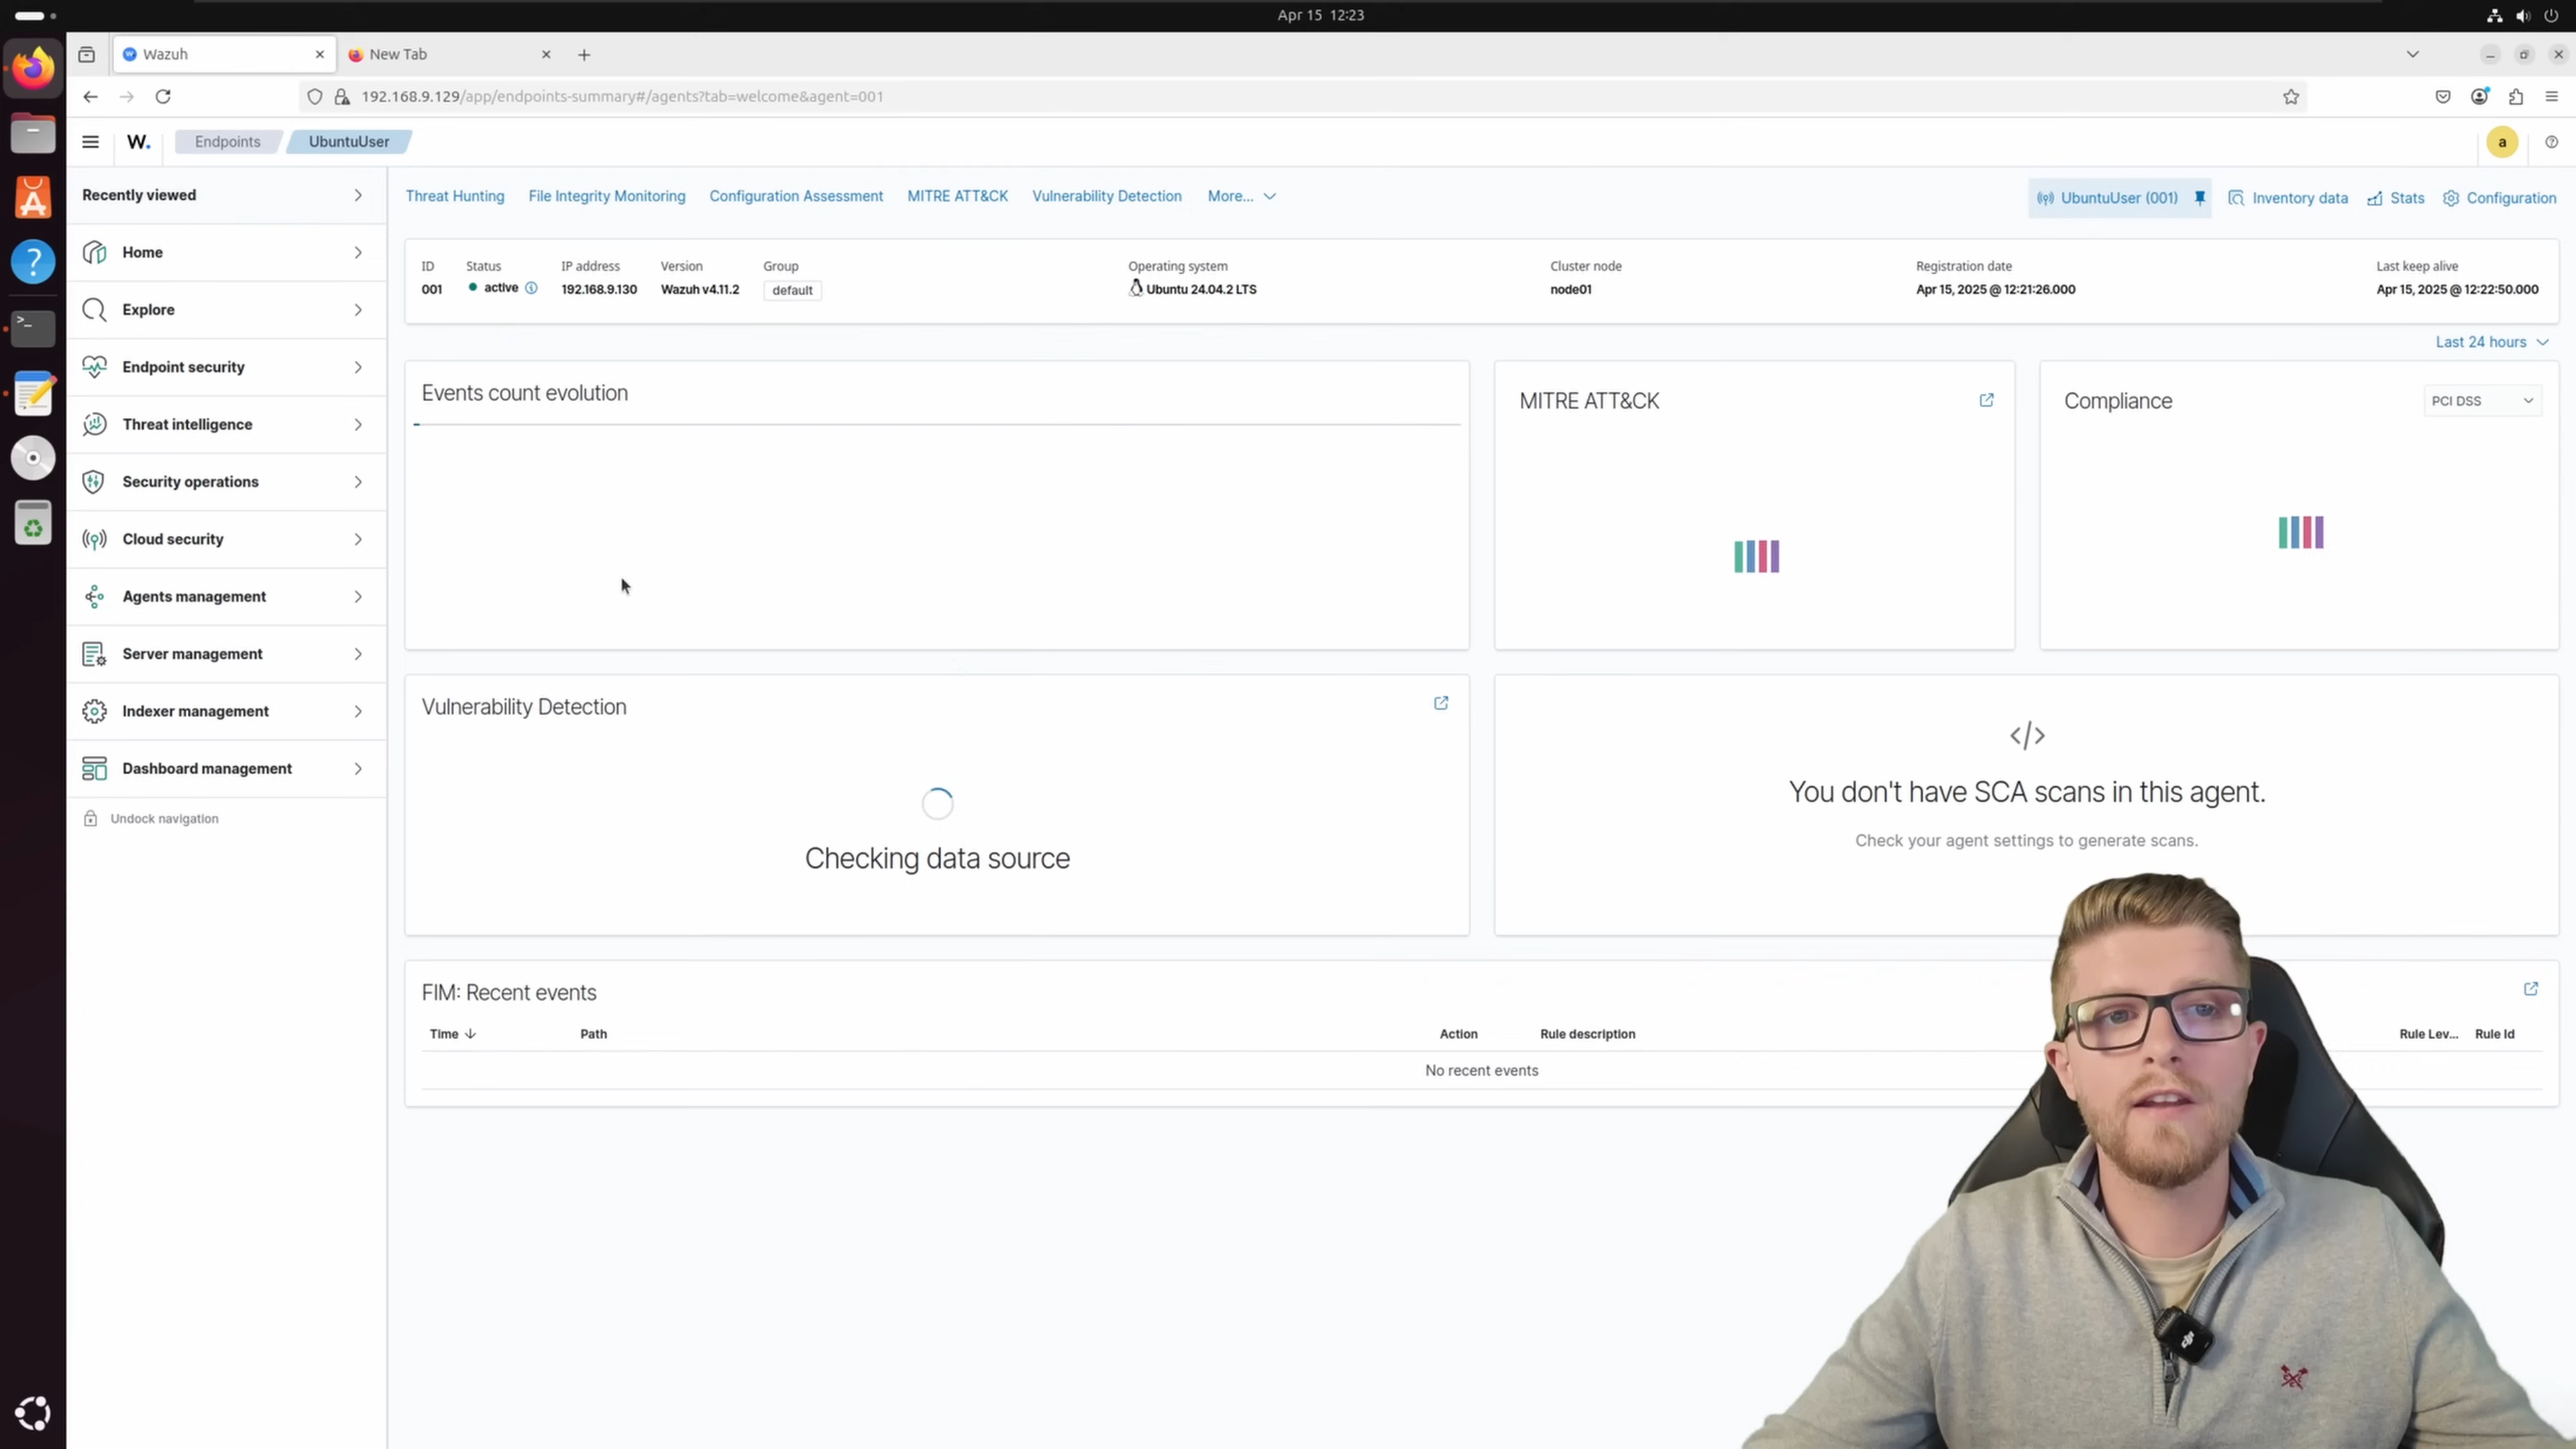 Apr 15 12:23
Wazuh
New Tab
192.168.9.129/app/endpoints-summary#/agents?tab=welcome&agent=001
W.
Endpoints
UbuntuUser
a
Recently viewed
Home
Explore
Endpoint security
Threat intelligence
Security operations
Cloud security
Agents management
Server management
Indexer management
Dashboard management
Undock navigation
Threat Hunting File Integrity Monitoring Configuration Assessment MITRE ATT&CK Vulnerability Detection More...
UbuntuUser (001) Inventory data Stats Configuration
ID Status IP address Version Group Operating system Cluster node Registration date Last keep alive
001 active 192.168.9.130 Wazuh v4.11.2 default Ubuntu 24.04.2 LTS node01 Apr 15, 2025 @ 12:21:26.000 Apr 15, 2025 @ 12:22:50.000
Last 24 hours
Events count evolution
MITRE ATT&CK
Compliance
PCI DSS
Vulnerability Detection
Checking data source
You don't have SCA scans in this agent.
Check your agent settings to generate scans.
FIM: Recent events
Time Path Action Rule description Rule Lev... Rule Id
No recent events